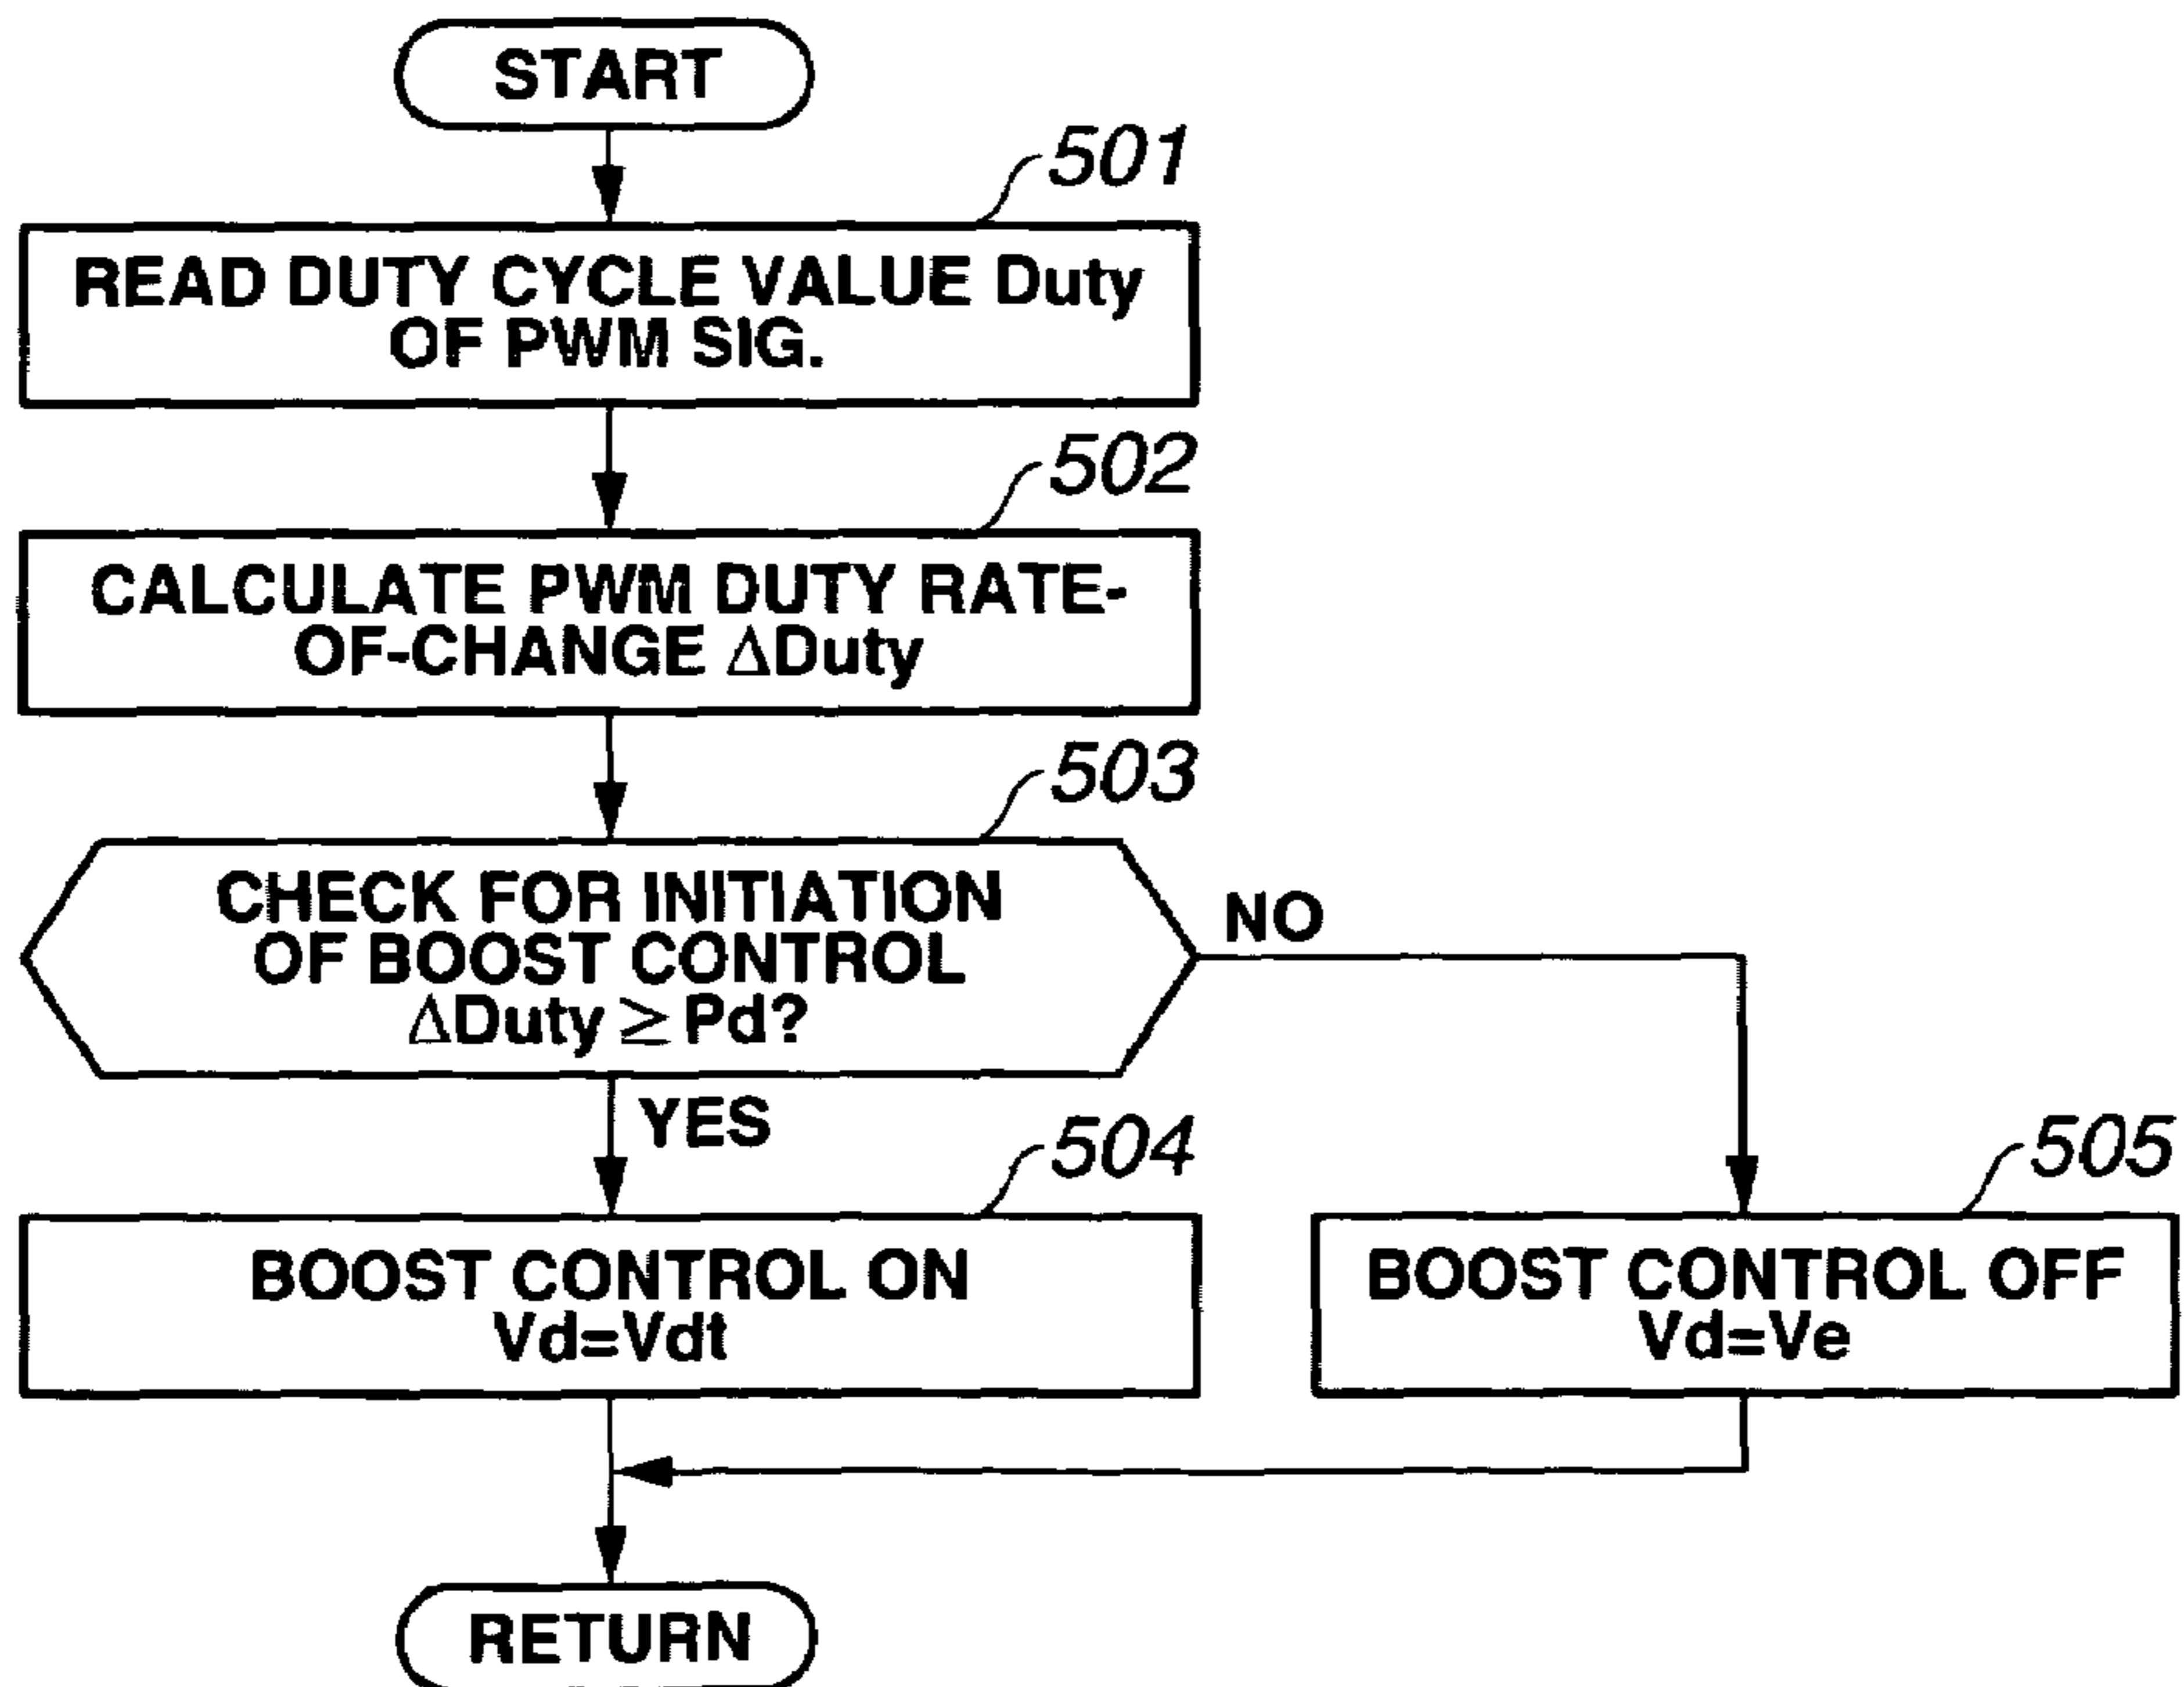 START
501
READ DUTY CYCLE VALUE Duty
OF PWM SIG.
502
CALCULATE PWM DUTY RATE-
OF-CHANGE ΔDuty
503
CHECK FOR INITIATION
OF BOOST CONTROL
ΔDuty ≧ Pd?
NO
YES
504
BOOST CONTROL ON
Vd=Vdt
505
BOOST CONTROL OFF
Vd=Ve
RETURN